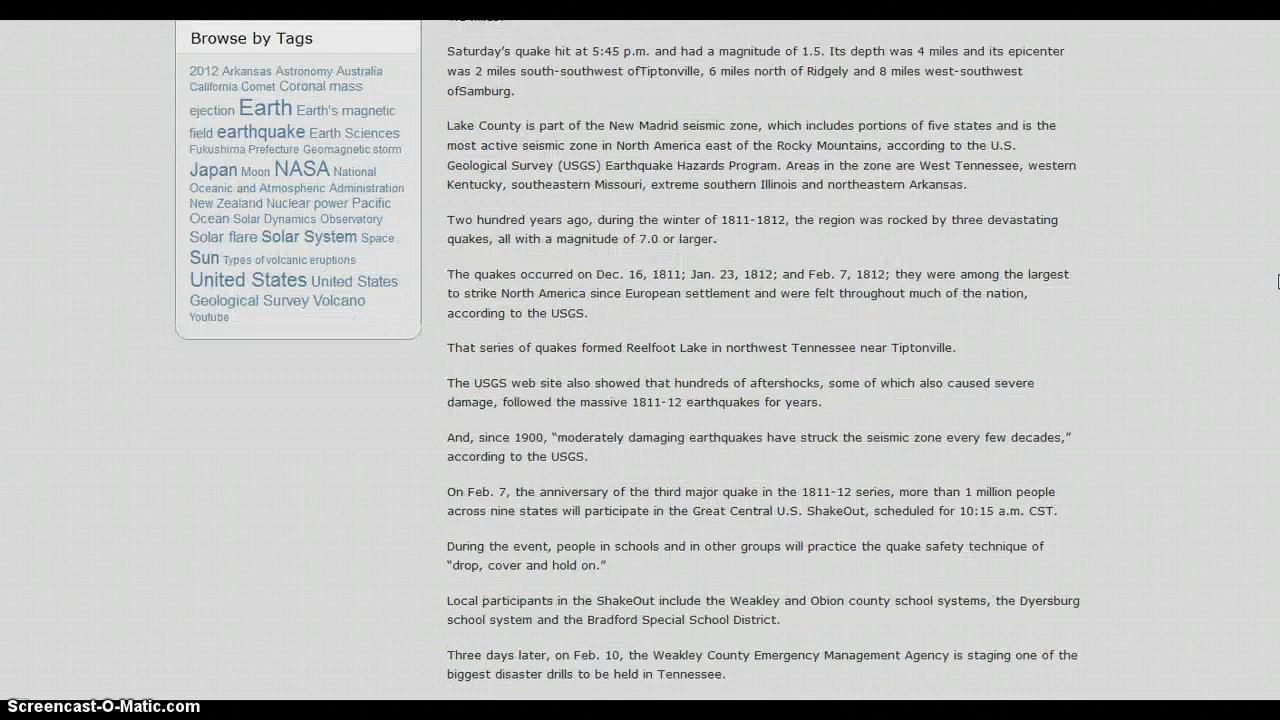 Browse by Tags
2012 Arkansas Astronomy Australia
California Comet Coronal mass
ejection Earth Earth's magnetic
field earthquake Earth Sciences
Fukushima Prefecture Geomagnetic storm
Japan Moon NASA National
Oceanic and Atmospheric Administration
New Zealand Nuclear power Pacific
Ocean Solar Dynamics Observatory
Solar flare Solar System Space
Sun Types of volcanic eruptions
United States United States
Geological Survey Volcano
Youtube
Saturday’s quake hit at 5:45 p.m. and had a magnitude of 1.5. Its depth was 4 miles and its epicenter
was 2 miles south-southwest ofTiptonville, 6 miles north of Ridgely and 8 miles west-southwest
ofSamburg.
Lake County is part of the New Madrid seismic zone, which includes portions of five states and is the
most active seismic zone in North America east of the Rocky Mountains, according to the U.S.
Geological Survey (USGS) Earthquake Hazards Program. Areas in the zone are West Tennessee, western
Kentucky, southeastern Missouri, extreme southern Illinois and northeastern Arkansas.
Two hundred years ago, during the winter of 1811-1812, the region was rocked by three devastating
quakes, all with a magnitude of 7.0 or larger.
The quakes occurred on Dec. 16, 1811; Jan. 23, 1812; and Feb. 7, 1812; they were among the largest
to strike North America since European settlement and were felt throughout much of the nation,
according to the USGS.
That series of quakes formed Reelfoot Lake in northwest Tennessee near Tiptonville.
The USGS web site also showed that hundreds of aftershocks, some of which also caused severe
damage, followed the massive 1811-12 earthquakes for years.
And, since 1900, “moderately damaging earthquakes have struck the seismic zone every few decades,”
according to the USGS.
On Feb. 7, the anniversary of the third major quake in the 1811-12 series, more than 1 million people
across nine states will participate in the Great Central U.S. ShakeOut, scheduled for 10:15 a.m. CST.
During the event, people in schools and in other groups will practice the quake safety technique of
“drop, cover and hold on.”
Local participants in the ShakeOut include the Weakley and Obion county school systems, the Dyersburg
school system and the Bradford Special School District.
Three days later, on Feb. 10, the Weakley County Emergency Management Agency is staging one of the
biggest disaster drills to be held in Tennessee.
Screencast-O-Matic.com